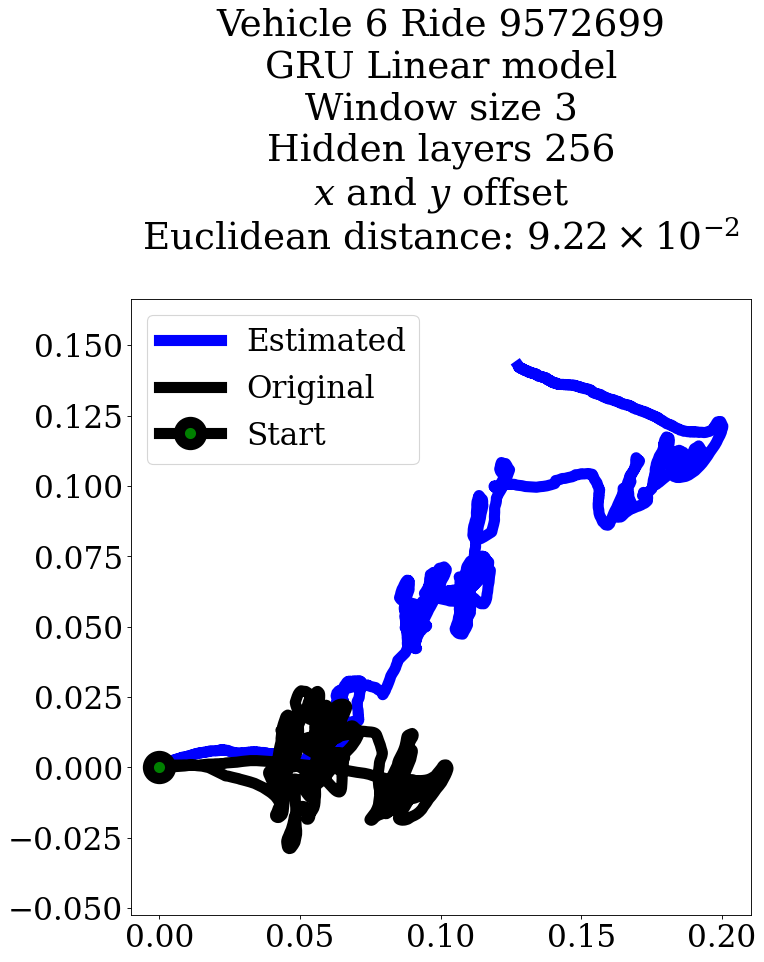 Vehicle 6 Ride 9572699
GRU Linear model
Window size 3
Hidden layers 256
x and y offset
Euclidean distance: 9.22 × 10⁻²
Estimated
Original
Start
0.150
0.125
0.100
0.075
0.050
0.025
0.000
−0.025
−0.050
0.00 0.05 0.10 0.15 0.20